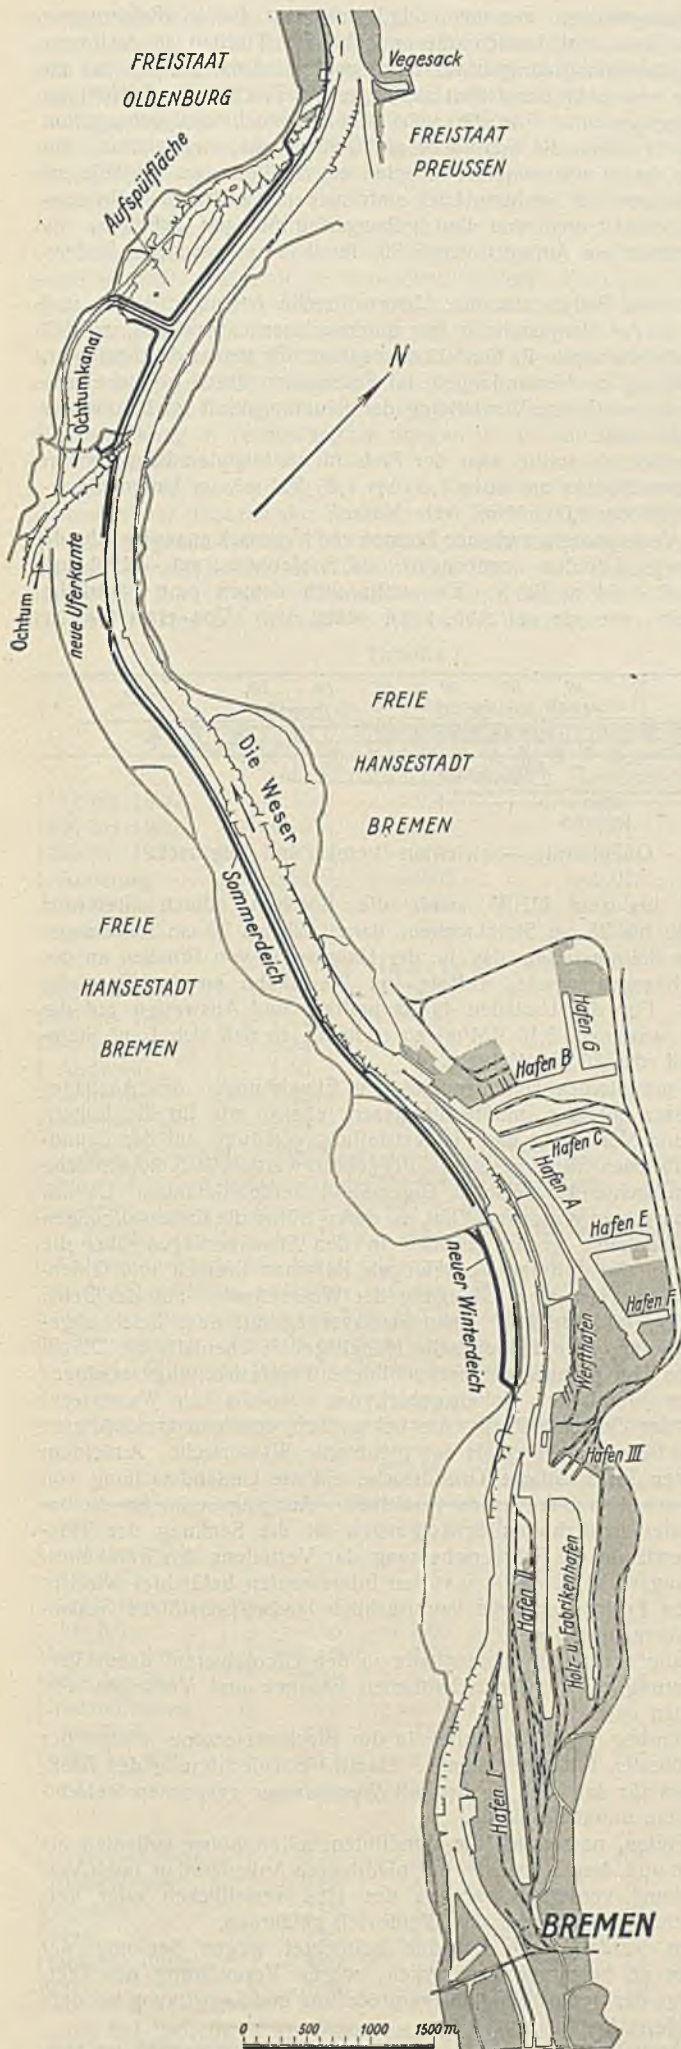 FREISTAAT
OLDENBURG
Vegesack
FREISTAAT
PREUSSEN
Aufspülfläche
N
Ochtumkanal
Ochtum
neue Uferkante
FREIE
HANSESTADT
BREMEN
Die Weser
Sommerdeich
FREIE
HANSESTADT
BREMEN
Hafen G
Hafen B
Hafen C
Hafen A
Hafen E
Hafen F
neuer Winterdeich
Werfthafen
Hafen III
Hafen II
Holz- u. Fabrikenhafen
Hafen I
BREMEN
0 500 1000 1500 m